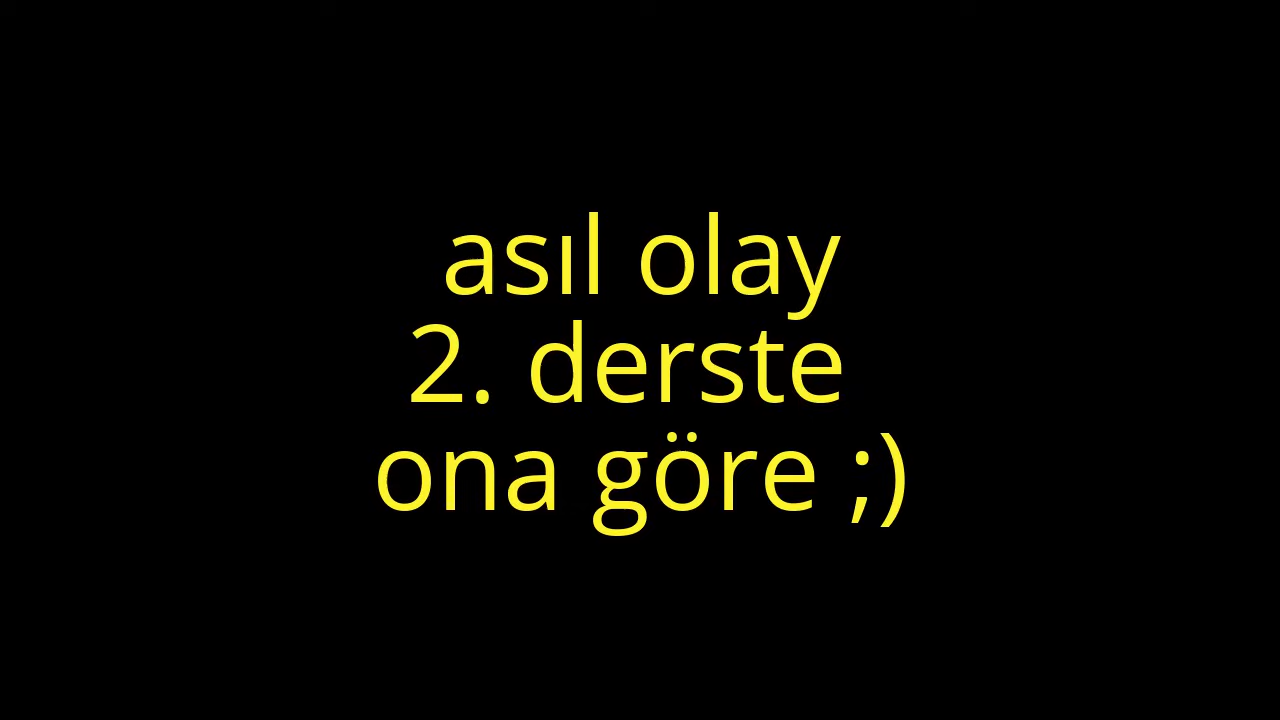 asıl olay
2. derste
ona göre ;)